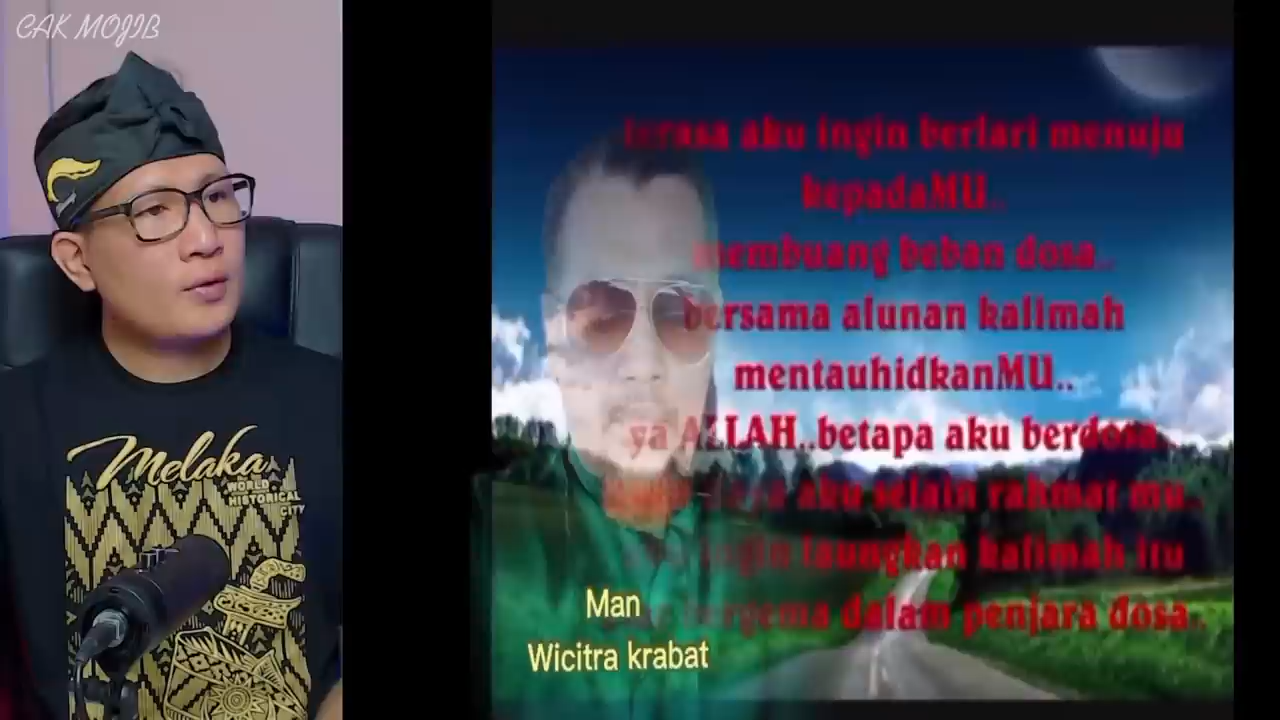 CAK MOJIB
Melaka
WORLD
HISTORICAL
CITY
terasa aku ingin berlari menuju
kepadaMU..
membuang beban dosa..
bersama alunan kalimah
mentauhidkanMU..
ya ALLAH..betapa aku berdosa
aku selain rahmat mu..
ingin laungkan kalimah itu
bergema dalam penjara dosa..
Man
Wicitra krabat